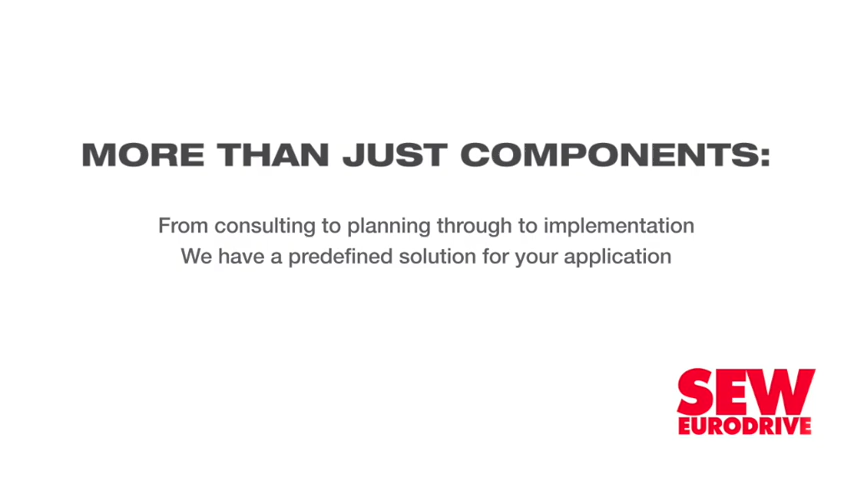 MORE THAN JUST COMPONENTS:
From consulting to planning through to implementation
We have a predefined solution for your application
SEW
EURODRIVE